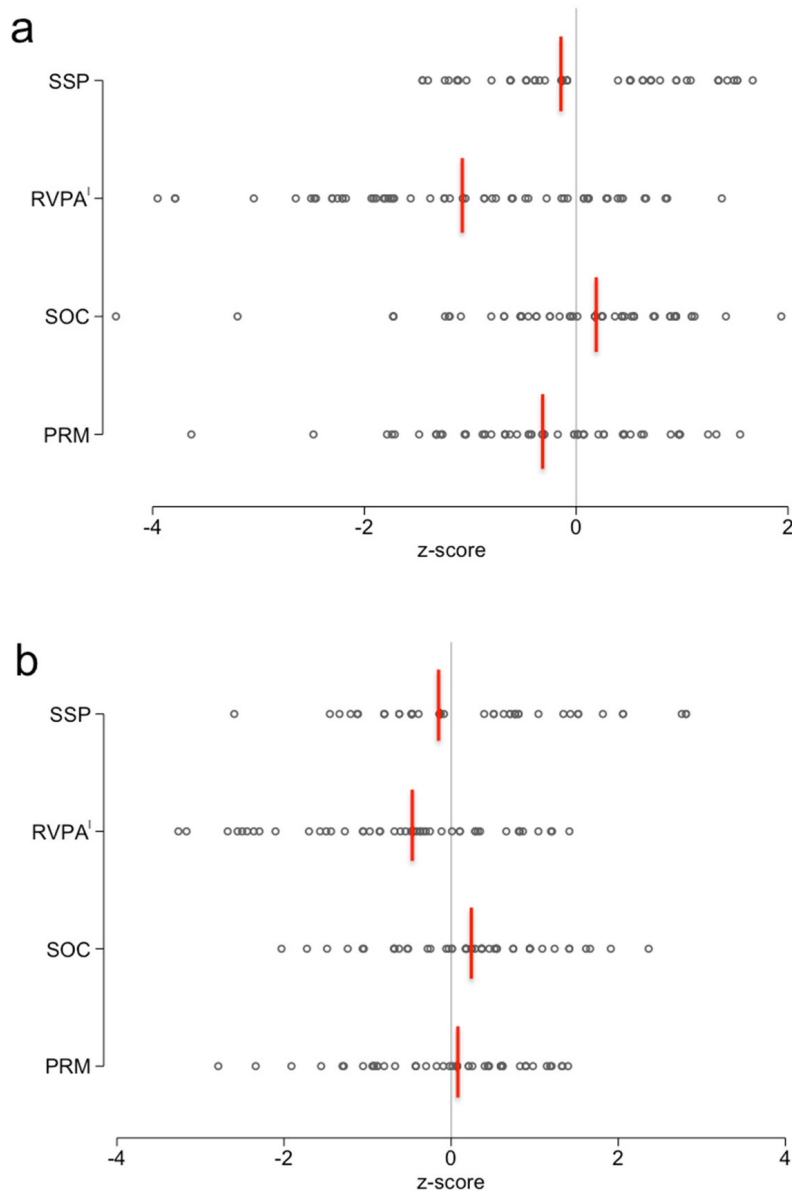 a
SSP
RVPA^I
SOC
PRM
-4 -2 0 2
z-score
b
SSP
RVPA^I
SOC
PRM
-4 -2 0 2 4
z-score